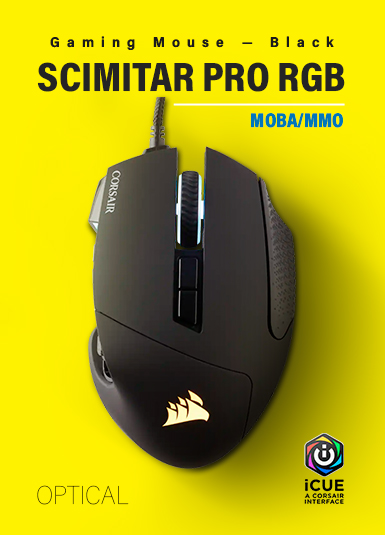 Gaming Mouse – Black
SCIMITAR PRO RGB
MOBA/MMO
CORSAIR
iCUE
A CORSAIR
INTERFACE
OPTICAL